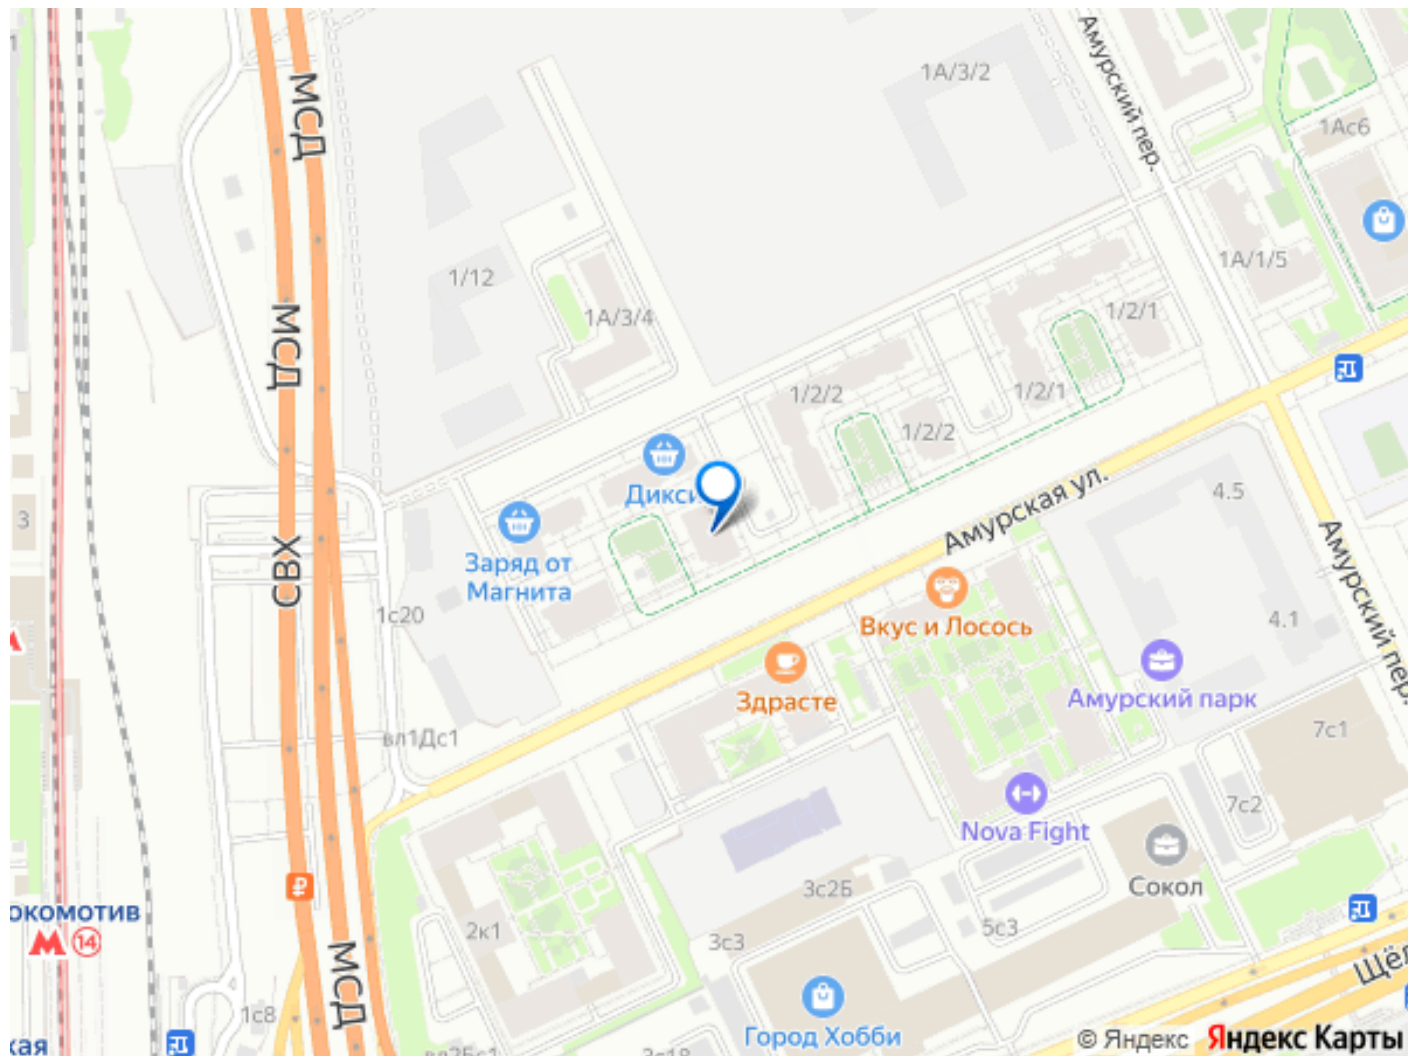 МСД
Амурский пер.
1А/3/2
1Ас6
1А/1/5
1/12
1А/3/4
1/2/1
МСД
1/2/2
1/2/1
1/2/2
Дикси
Амурская ул.
4.5
3
СВХ
Заряд от
Магнита
1с20
Амурский пер.
4.1
Вкус и Лосось
Здрасте
Амурский парк
вл1Дс1
7с1
7с2
Nova Fight
3с2Б
Сокол
ОКОМОТИВ
14
2к1
3с3
5с3
МСД
Щёл
1с8
Город Хобби
кая
© Яндекс Яндекс Карты